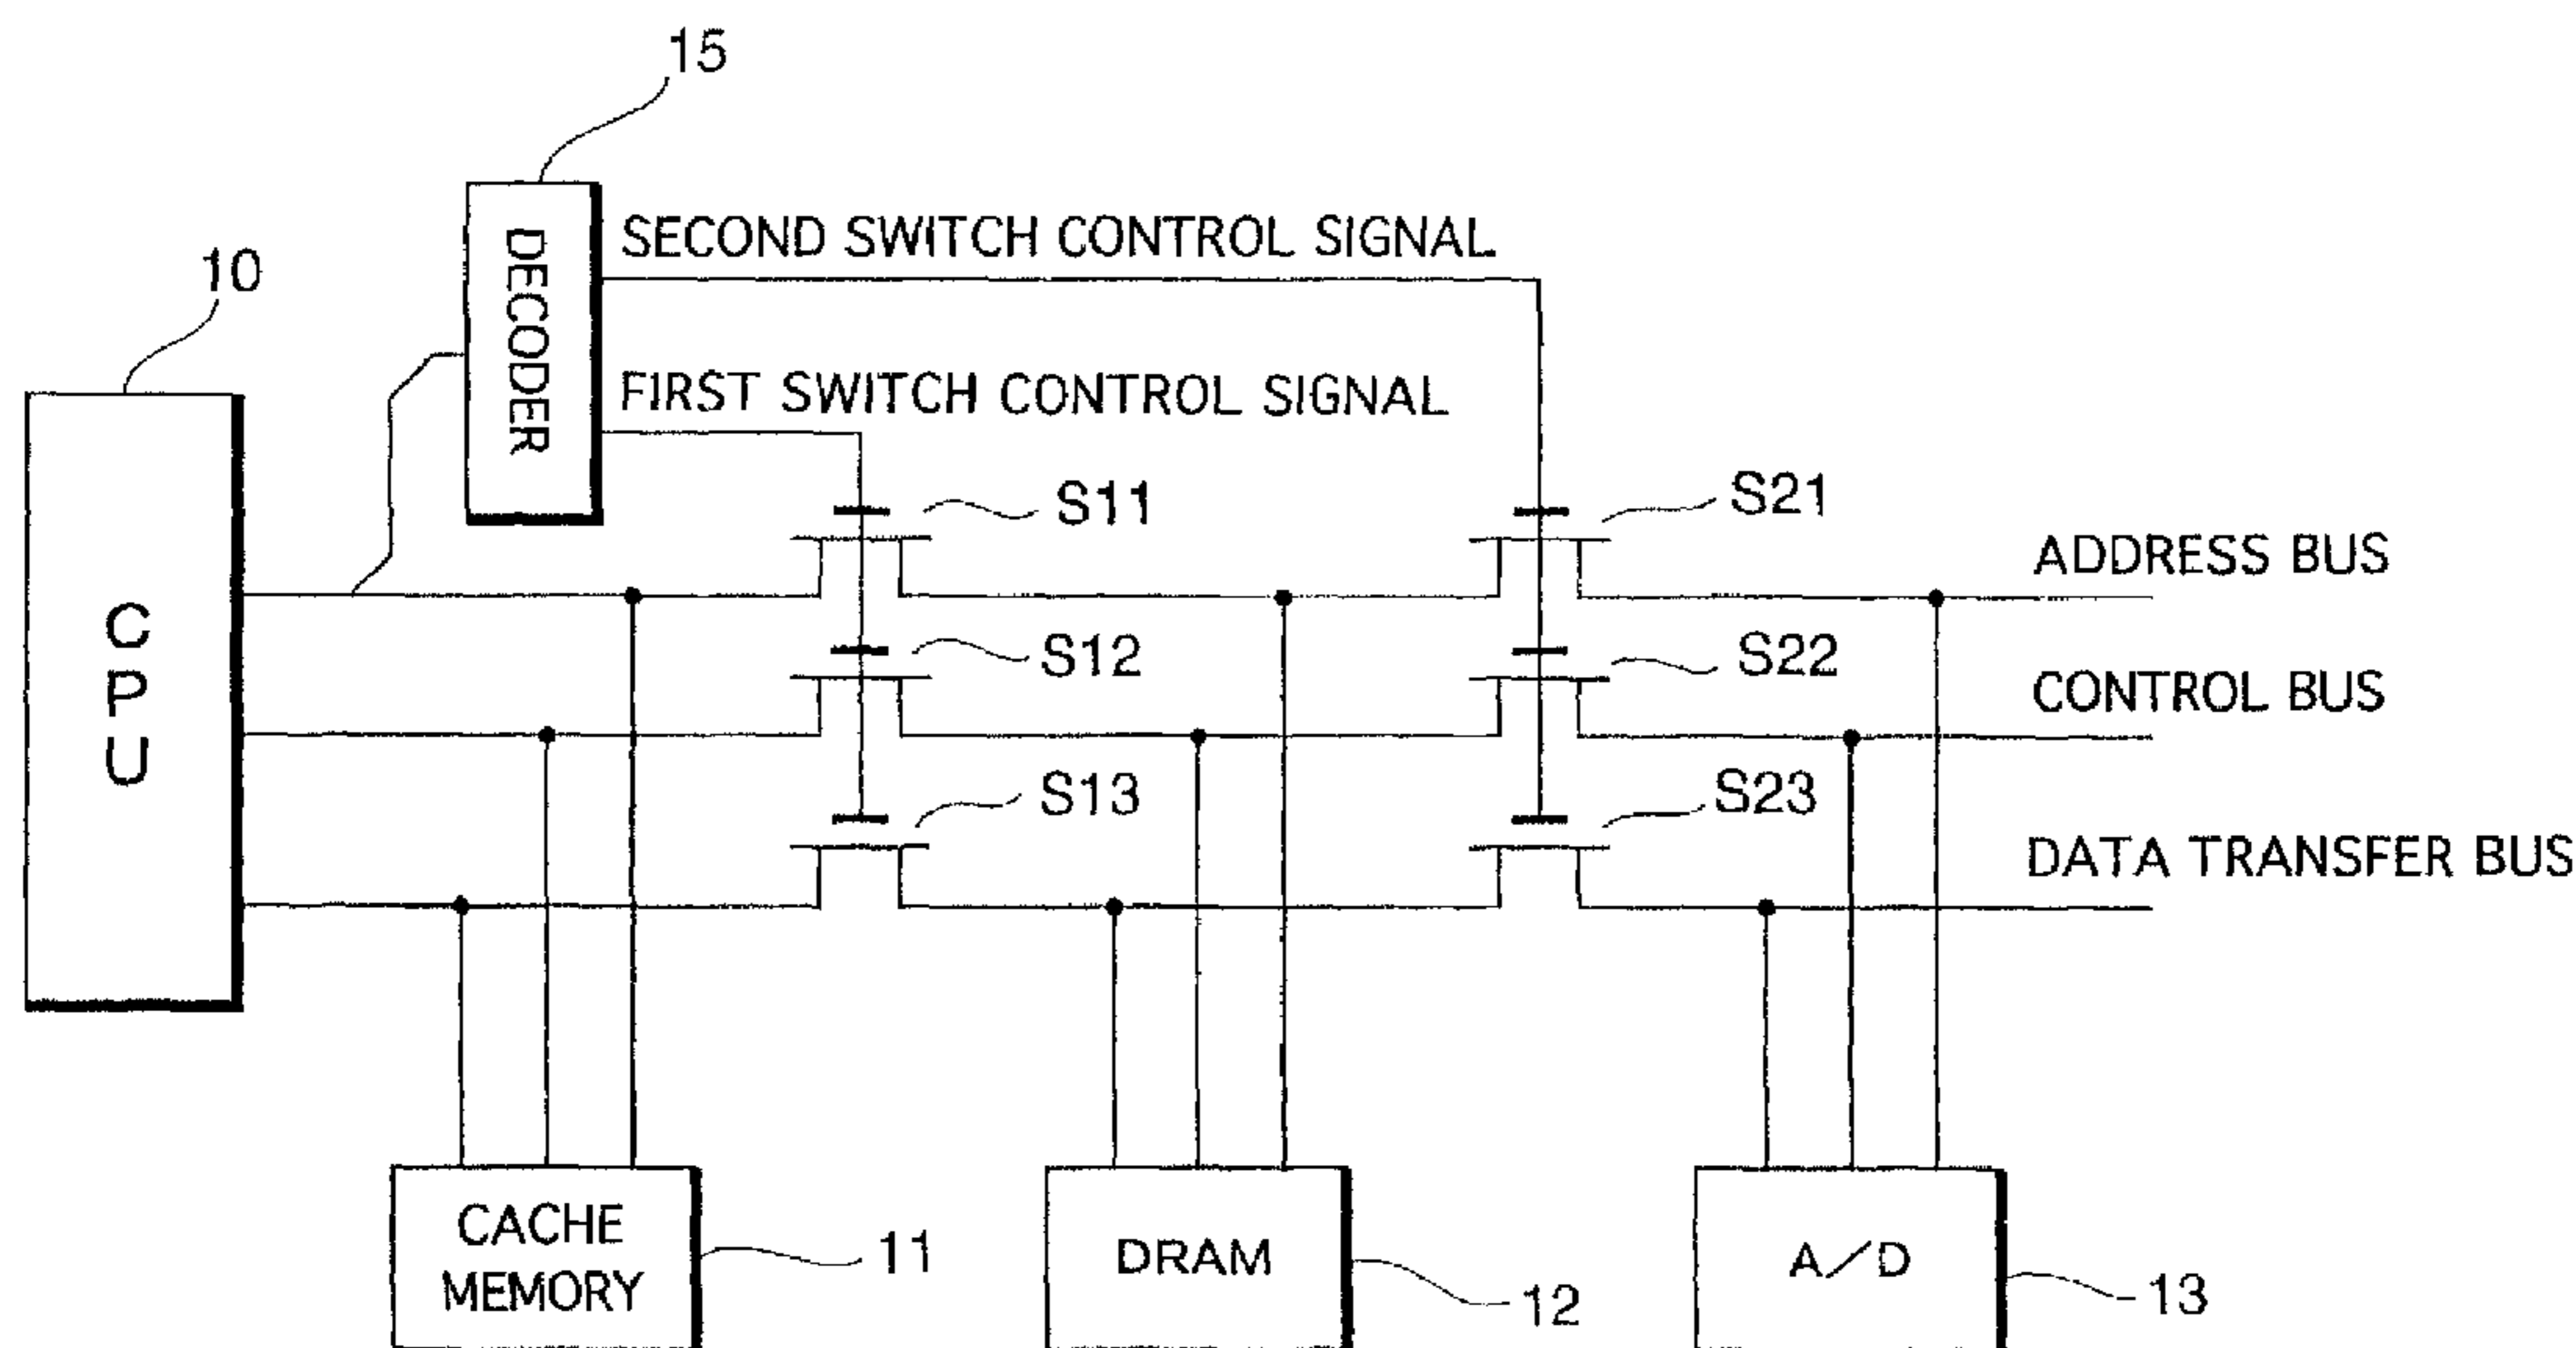 15
SECOND SWITCH CONTROL SIGNAL
DECODER
10
FIRST SWITCH CONTROL SIGNAL
S11
S21
ADDRESS BUS
CPU
S12
S22
CONTROL BUS
S13
S23
DATA TRANSFER BUS
CACHE
MEMORY
11
DRAM
12
A/D
13